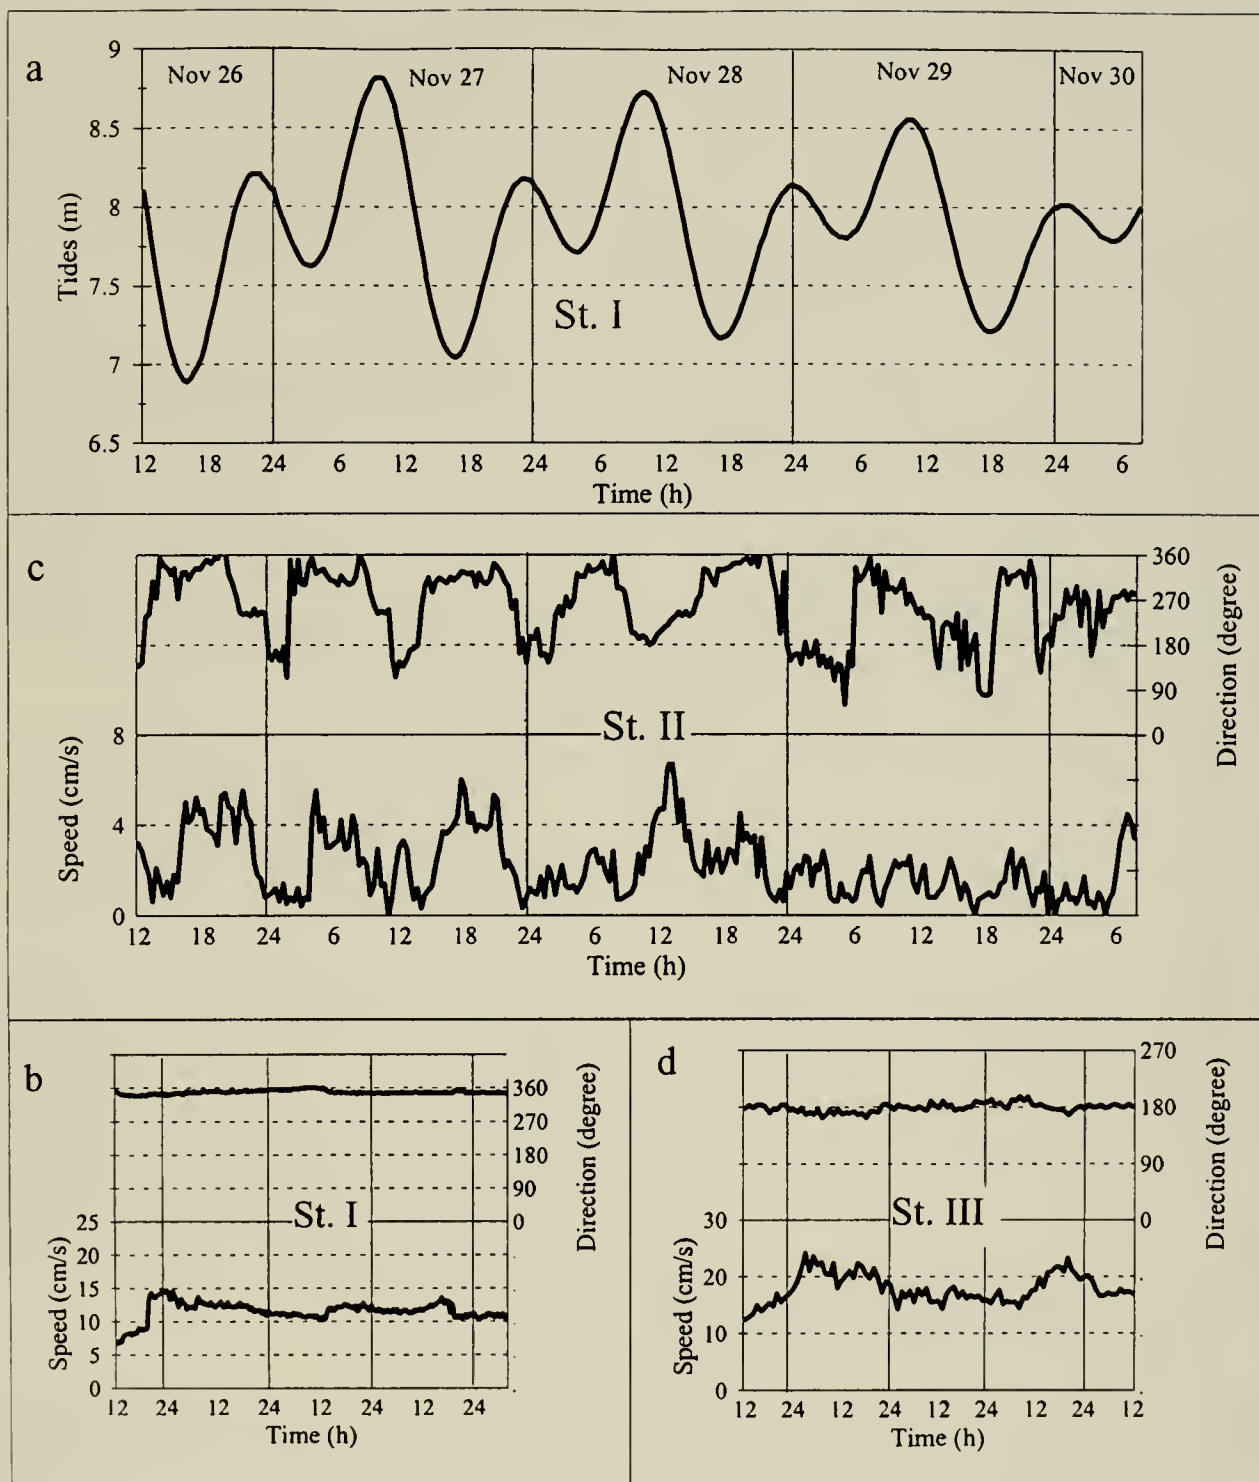 a
9
8.5
8
7.5
7
6.5
Tides (m)
Nov 26 Nov 27 Nov 28 Nov 29 Nov 30
St. I
12 18 24 6 12 18 24 6 12 18 24 6 12 18 24 6
Time (h)
c
360
270
180
90
0
Direction (degree)
St. II
8
4
0
Speed (cm/s)
12 18 24 6 12 18 24 6 12 18 24 6 12 18 24 6
Time (h)
b
360
270
180
90
0
Direction (degree)
St. I
25
20
15
10
5
0
Speed (cm/s)
12 24 12 24 12 24 12 24
Time (h)
d
270
180
90
0
Direction (degree)
St. III
30
20
10
0
Speed (cm/s)
12 24 12 24 12 24 12 24 12
Time (h)